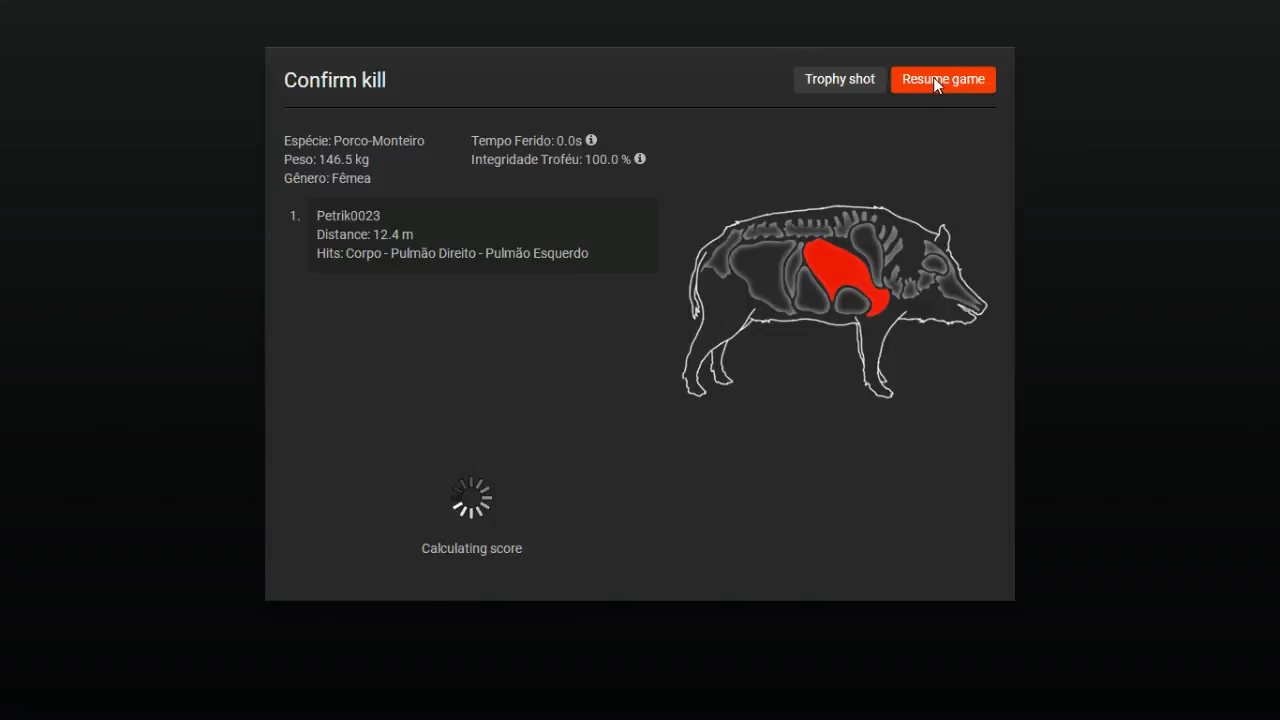 Confirm kill
Trophy shot
Resume game
Espécie: Porco-Monteiro
Peso: 146.5 kg
Gênero: Fêmea
Tempo Ferido: 0.0s
Integridade Troféu: 100.0 %
1.
Petrik0023
Distance: 12.4 m
Hits: Corpo - Pulmão Direito - Pulmão Esquerdo
Calculating score